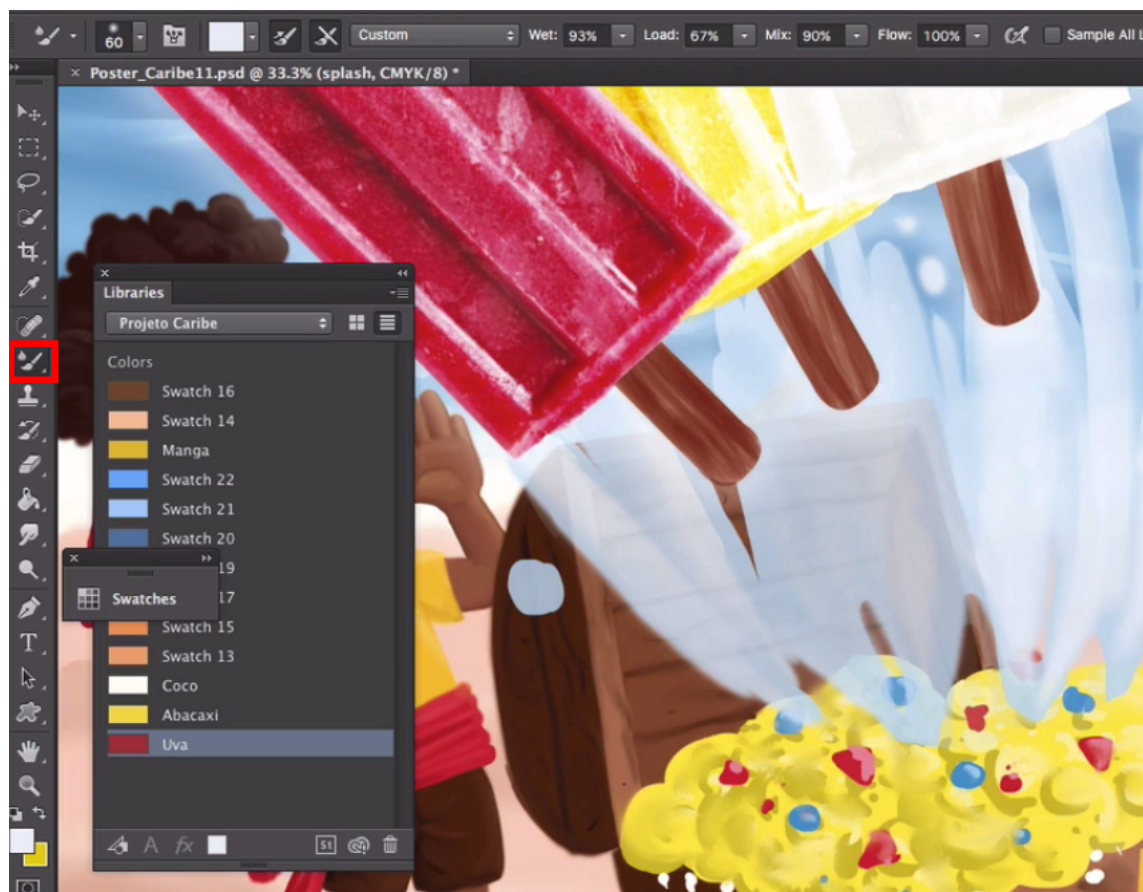 60 Custom Wet: 93% Load: 67% Mix: 90% Flow: 100% Sample All L
× Poster_Caribe11.psd @ 33.3% (splash, CMYK/8) *
Libraries
Projeto Caribe
Colors
Swatch 16
Swatch 14
Manga
Swatch 22
Swatch 21
Swatch 20
19
Swatches 17
Swatch 15
Swatch 13
Coco
Abacaxi
Uva
A fx St
T